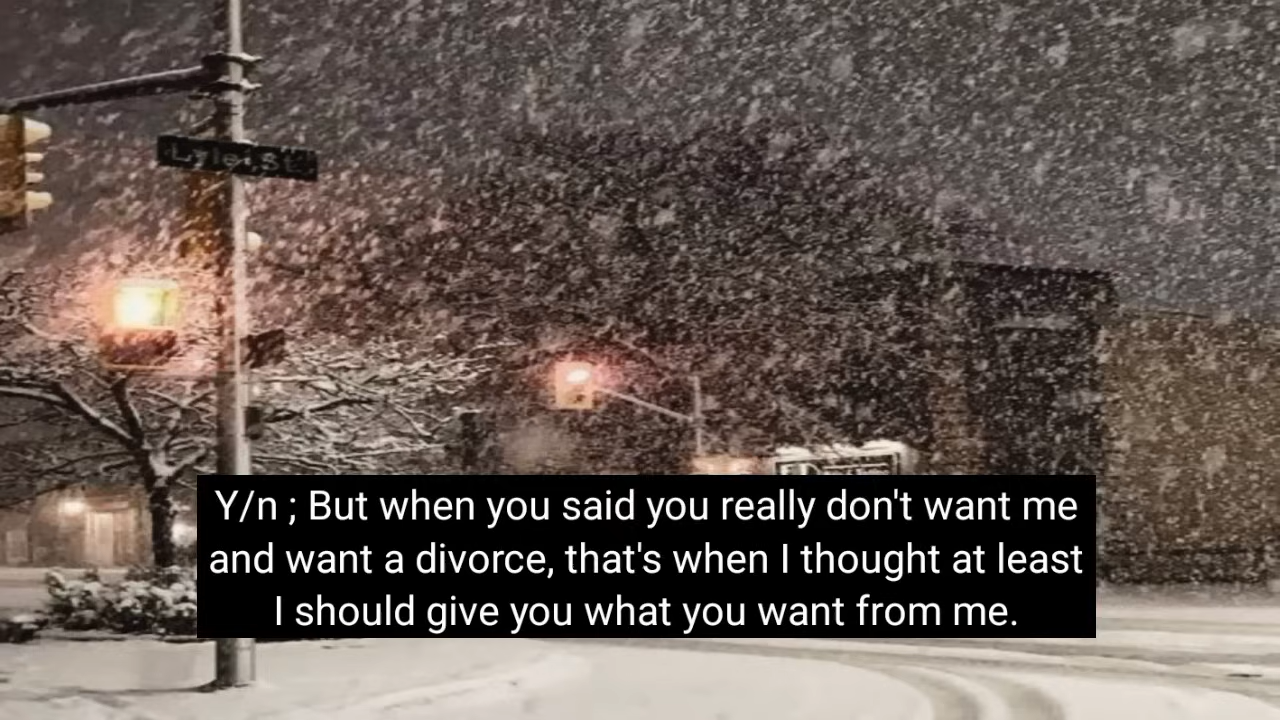 Y/n ; But when you said you really don't want me
and want a divorce, that's when I thought at least
I should give you what you want from me.